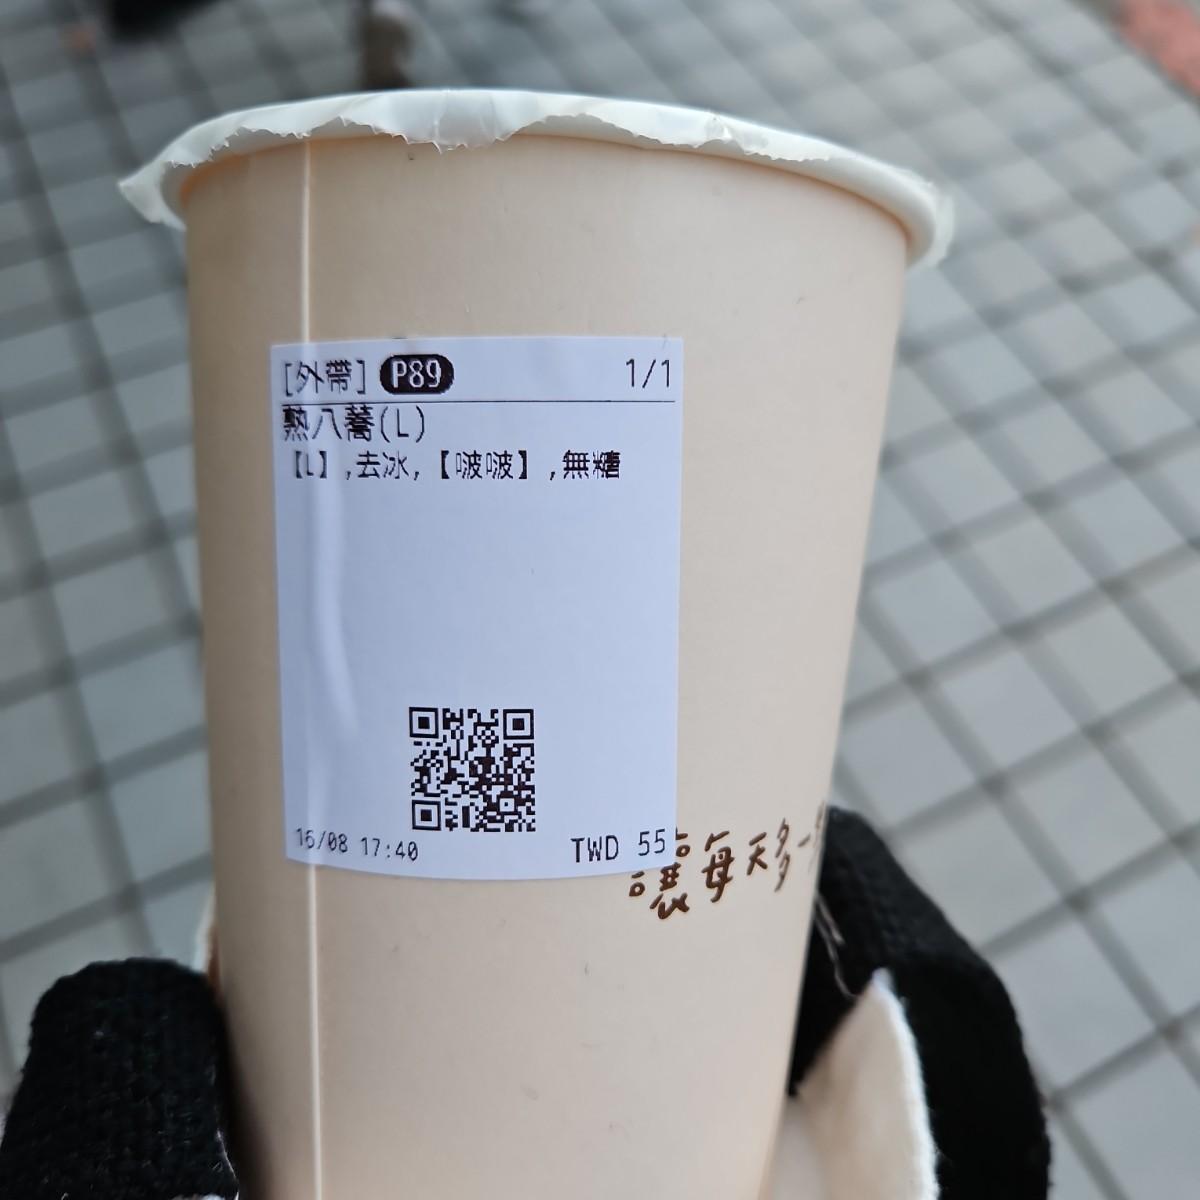 [外帶] P89 1/1
熟八蕎(L)
【L】,去冰,【啵啵】,無糖
16/08 17:40 TWD 55
讓每天多一